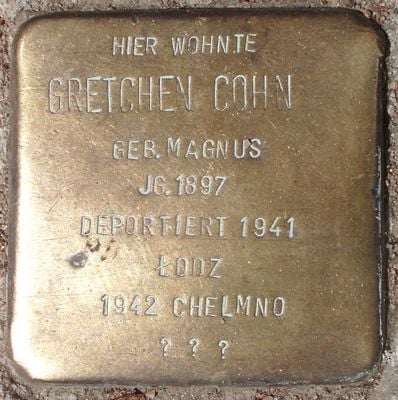 HIER WOHNTE
GRETCHEN COHN
GEB. MAGNUS
JG. 1897
DEPORTIERT 1941
ŁODZ
1942 CHELMNO
? ? ?